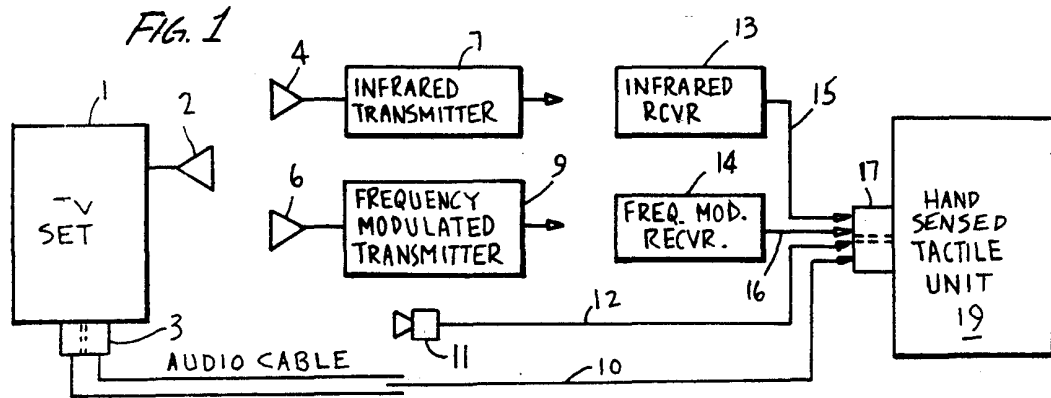 FIG. 1
1
2
TV
SET
3
4
INFRARED
TRANSMITTER
7
6
FREQUENCY
MODULATED
TRANSMITTER
9
13
INFRARED
RCVR
15
14
FREQ. MOD.
RECVR.
16
17
HAND
SENSED
TACTILE
UNIT
19
12
11
AUDIO CABLE
10